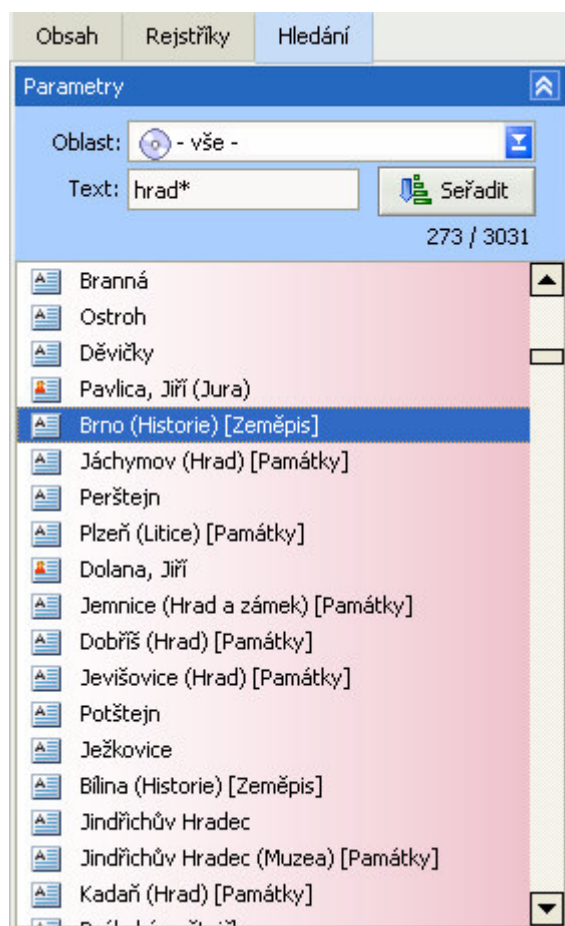 Obsah Rejstříky Hledání
Parametry
Oblast: - vše -
Text: hrad* Seřadit
273 / 3031
Branná
Ostroh
Děvičky
Pavlica, Jiří (Jura)
Brno (Historie) [Zeměpis]
Jáchymov (Hrad) [Památky]
Perštejn
Plzeň (Litice) [Památky]
Dolana, Jiří
Jemnice (Hrad a zámek) [Památky]
Dobříš (Hrad) [Památky]
Jevišovice (Hrad) [Památky]
Potštejn
Ježkovice
Bílina (Historie) [Zeměpis]
Jindřichův Hradec
Jindřichův Hradec (Muzea) [Památky]
Kadaň (Hrad) [Památky]